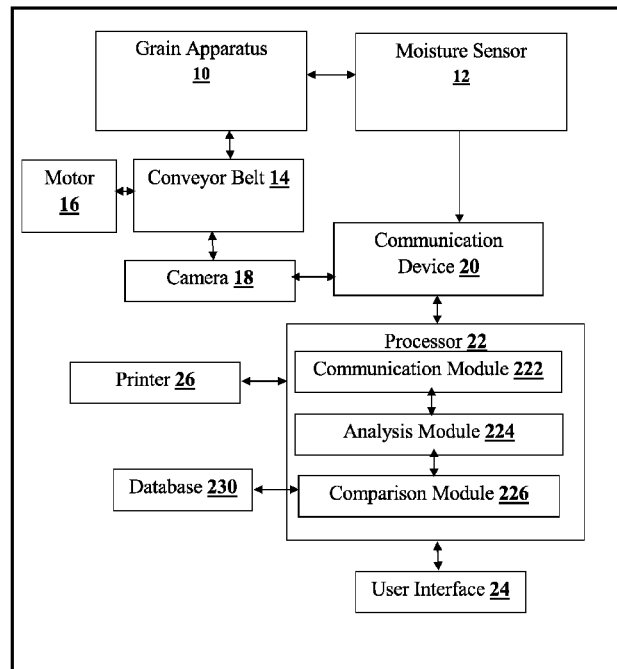 Grain Apparatus
10
Moisture Sensor
12
Motor
16
Conveyor Belt 14
Camera 18
Communication
Device 20
Processor 22
Communication Module 222
Printer 26
Analysis Module 224
Database 230
Comparison Module 226
User Interface 24